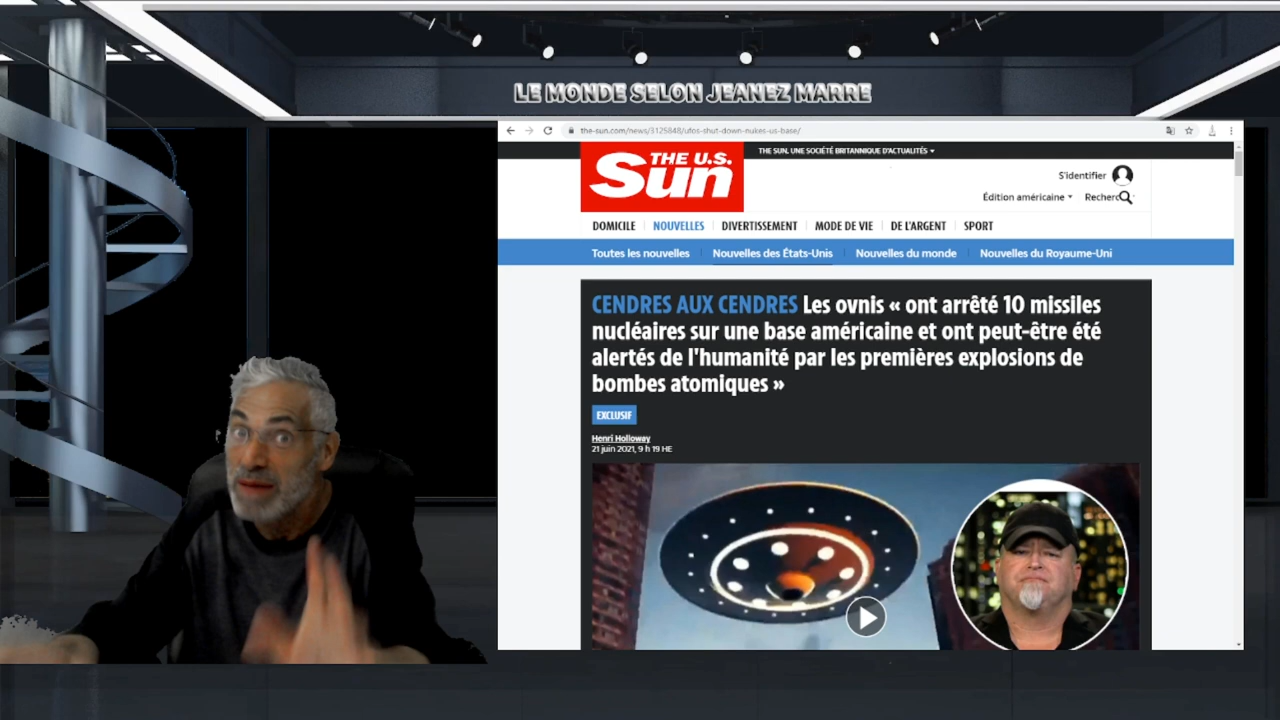 LE MONDE SELON JEANEZ MARRE
the-sun.com/news/3125848/ufos-shut-down-nukes-us-base/
THE U.S. Sun
THE SUN, UNE SOCIÉTÉ BRITANNIQUE D'ACTUALITÉS
S'identifier
Édition américaine
Recherc
DOMICILE NOUVELLES DIVERTISSEMENT MODE DE VIE DE L'ARGENT SPORT
Toutes les nouvelles Nouvelles des États-Unis Nouvelles du monde Nouvelles du Royaume-Uni
CENDRES AUX CENDRES Les ovnis « ont arrêté 10 missiles
nucléaires sur une base américaine et ont peut-être été
alertés de l'humanité par les premières explosions de
bombes atomiques »
EXCLUSIF
Henri Holloway
21 juin 2021, 9 h 19 HE